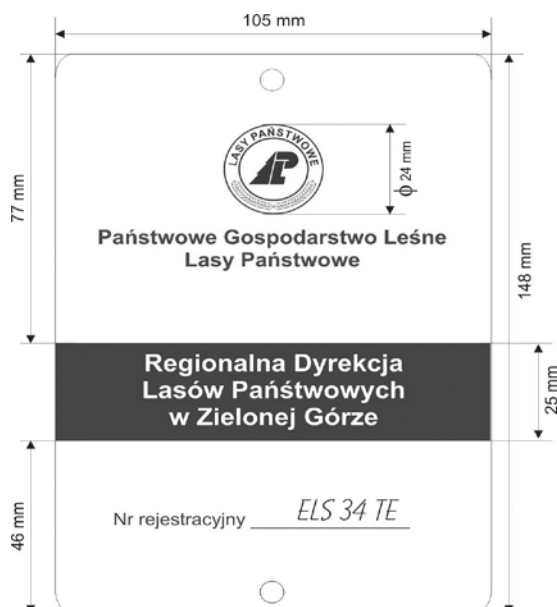 105 mm
LASY PAŃSTWOWE
ϕ 24 mm
77 mm
Państwowe Gospodarstwo Leśne
Lasy Państwowe
148 mm
Regionalna Dyrekcja
Lasów Pańśtwowych
w Zielonej Górze
25 mm
46 mm
Nr rejestracyjny ELS 34 TE